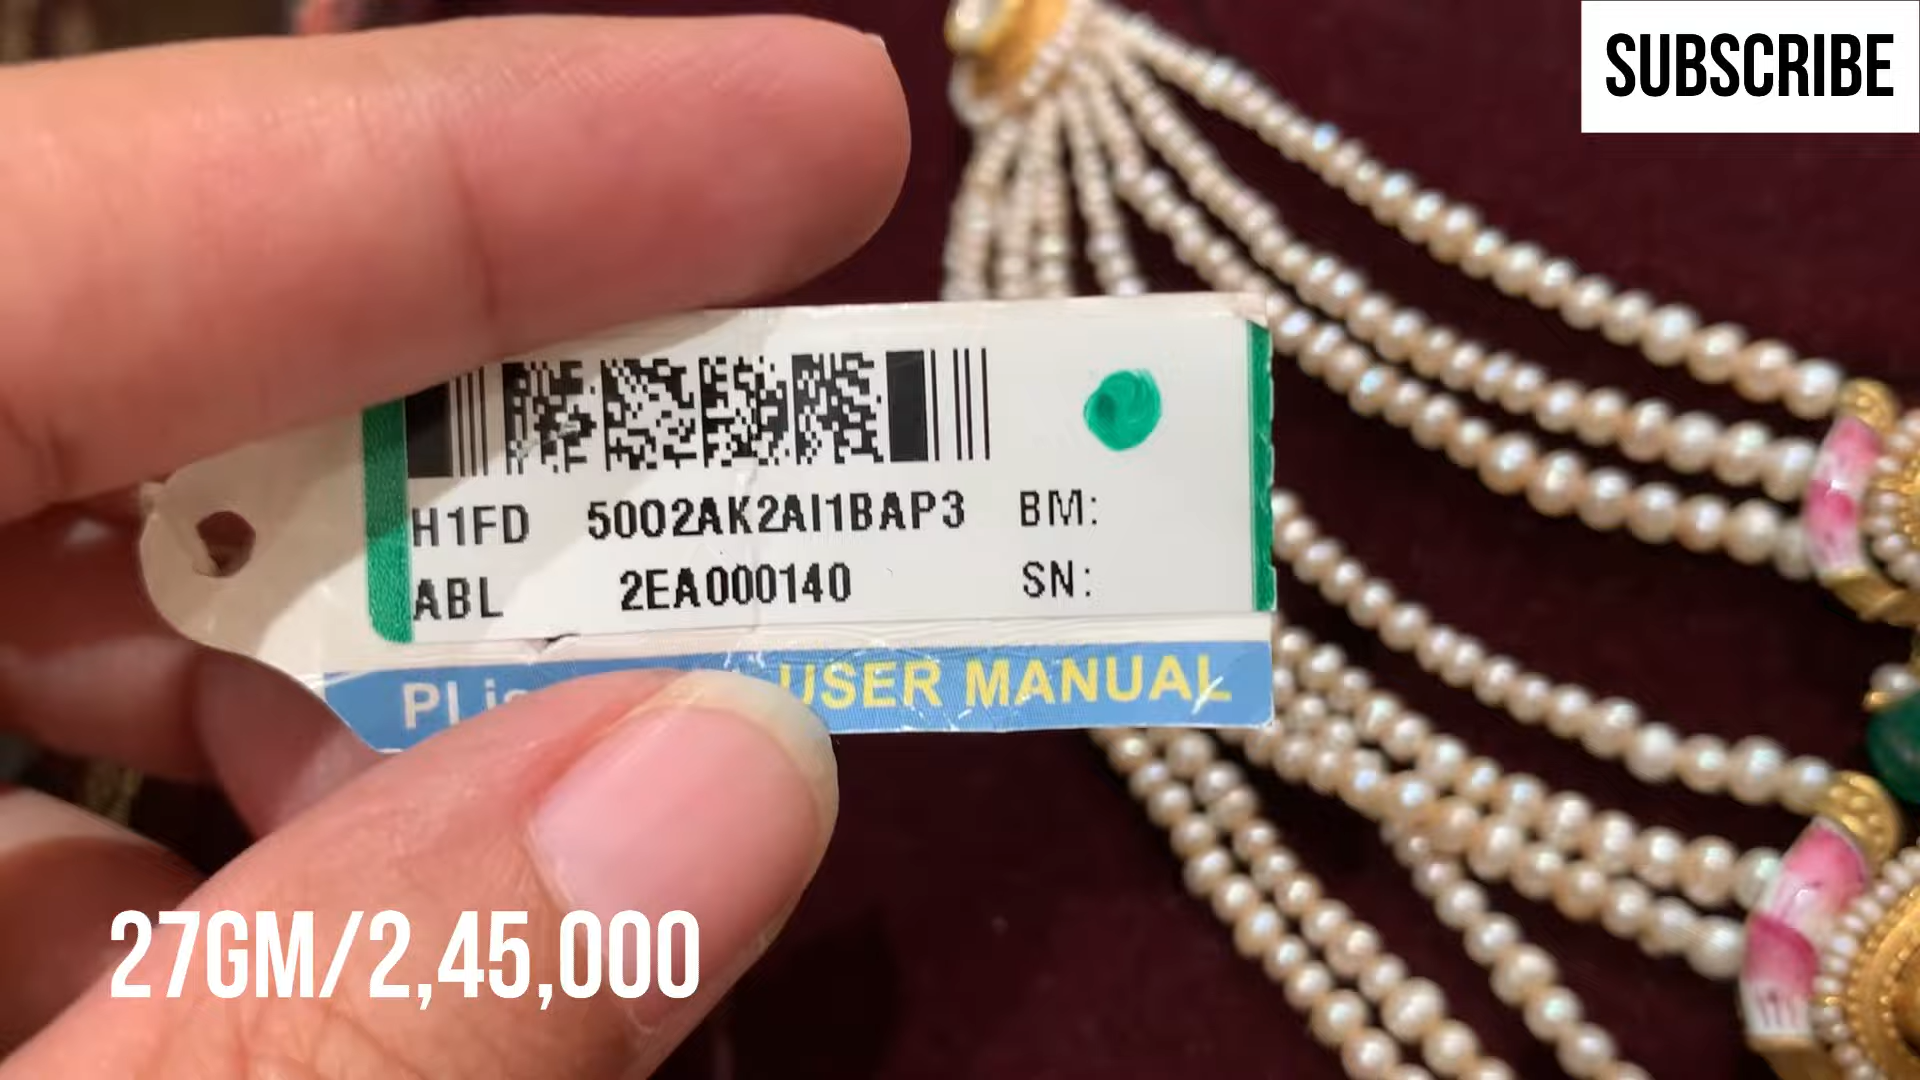 SUBSCRIBE
H1FD 5002AK2AI1BAP3 BM:
ABL 2EA000140 SN:
USER MANUAL
27GM/2,45,000